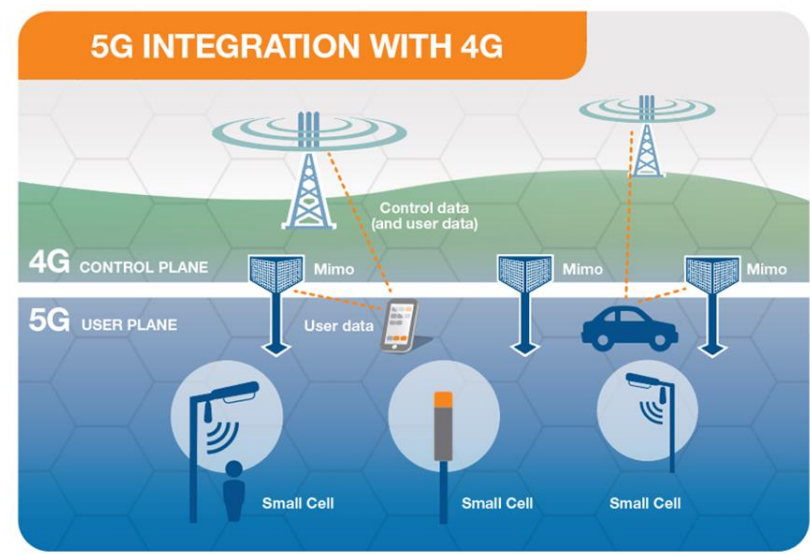 5G INTEGRATION WITH 4G
Control data
(and user data)
4G CONTROL PLANE
Mimo
Mimo
Mimo
5G USER PLANE
User data
Small Cell
Small Cell
Small Cell